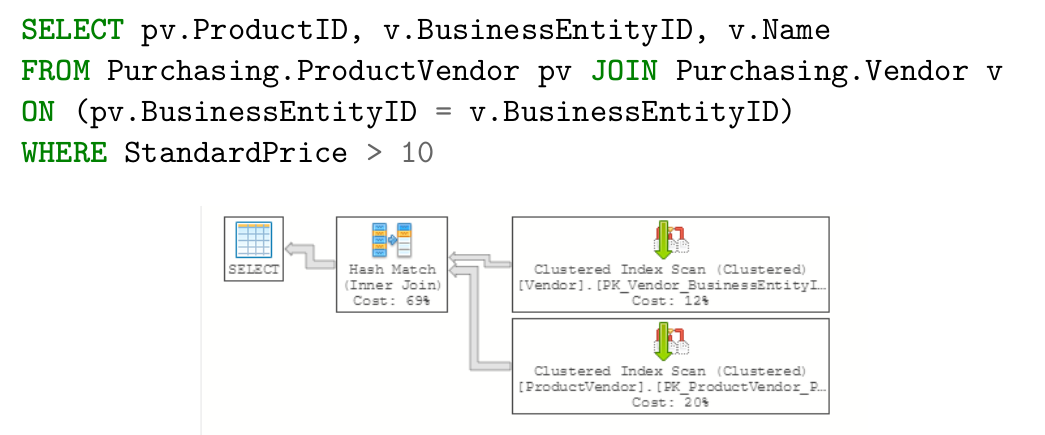 SELECT pv.ProductID, v.BusinessEntityID, v.Name
FROM Purchasing.ProductVendor pv JOIN Purchasing.Vendor v
ON (pv.BusinessEntityID = v.BusinessEntityID)
WHERE StandardPrice > 10
SELECT
Hash Match
(Inner Join)
Cost: 69%
Clustered Index Scan (Clustered)
[Vendor].[PK_Vendor_BusinessEntityI…
Cost: 12%
Clustered Index Scan (Clustered)
[ProductVendor].[PK_ProductVendor_P…
Cost: 20%